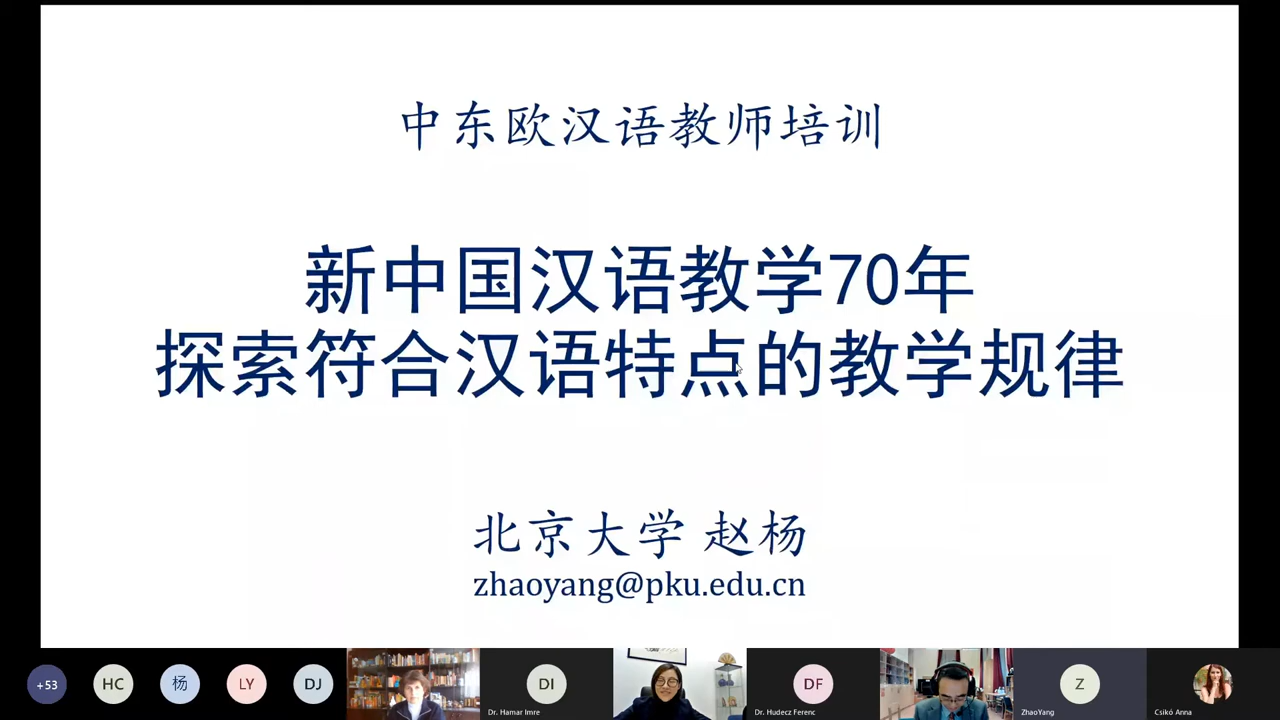 中东欧汉语教师培训
新中国汉语教学70年
探索符合汉语特点的教学规律
北京大学 赵杨
zhaoyang@pku.edu.cn
+53
HC
杨
LY
DJ
DI
Dr. Hamar Imre
DF
Dr. Hudecz Ferenc
Z
ZhaoYang
Csikó Anna